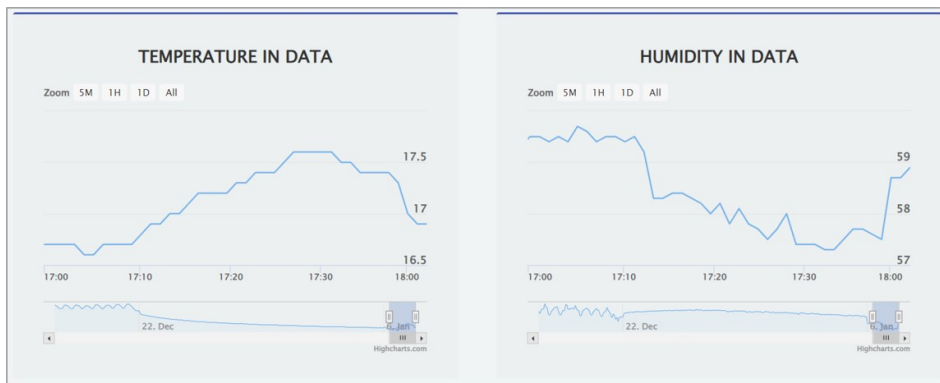 TEMPERATURE IN DATA
Zoom 5M 1H 1D All
17.5
17
16.5
17:00 17:10 17:20 17:30 18:00
22. Dec 6. Jan
Highcharts.com
HUMIDITY IN DATA
Zoom 5M 1H 1D All
59
58
57
17:00 17:10 17:20 17:30 18:00
22. Dec 6. Jan
Highcharts.com